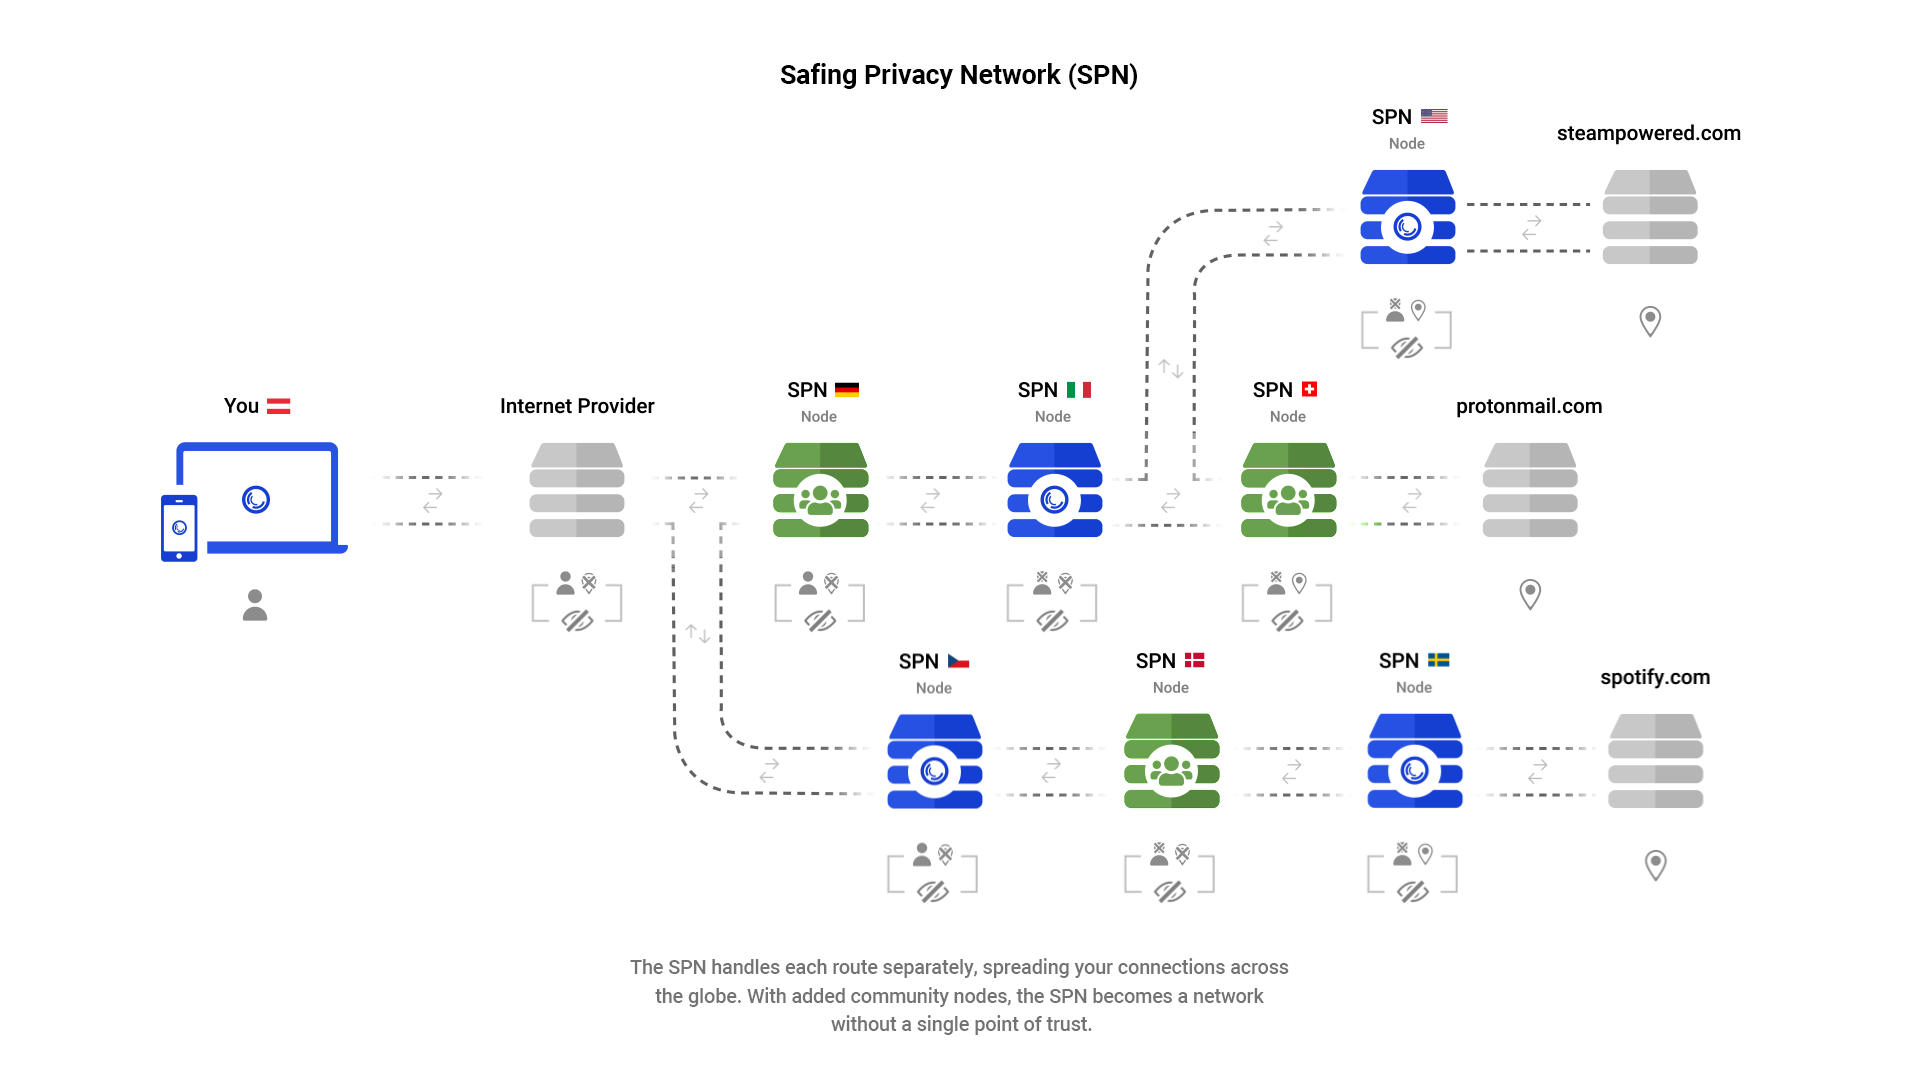 Safing Privacy Network (SPN)
SPN
Node
steampowered.com
You
Internet Provider
SPN
Node
SPN
Node
SPN
Node
protonmail.com
SPN
Node
SPN
Node
SPN
Node
spotify.com
The SPN handles each route separately, spreading your connections across
the globe. With added community nodes, the SPN becomes a network
without a single point of trust.